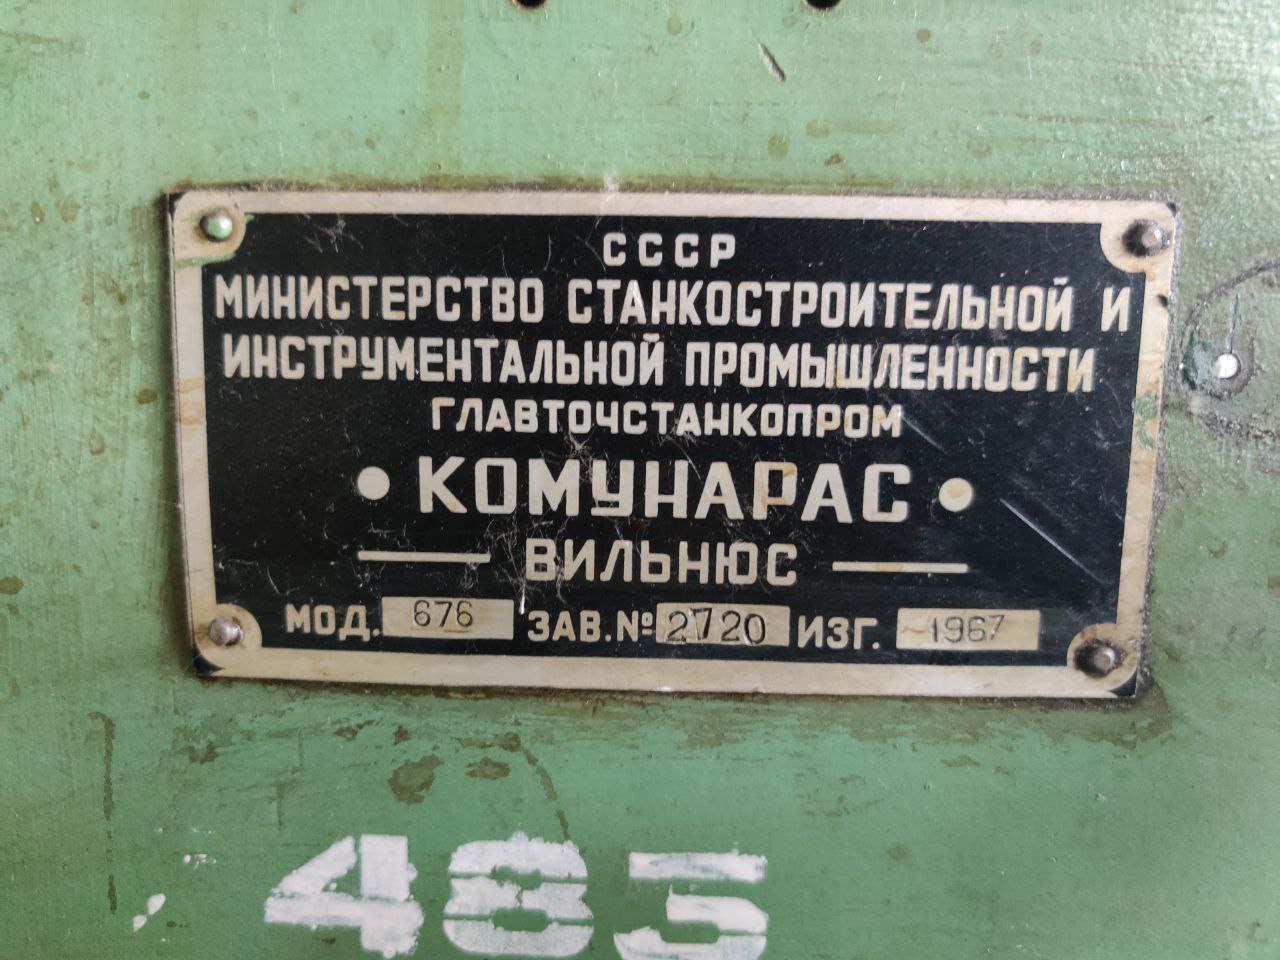 СССР
МИНИСТЕРСТВО СТАНКОСТРОИТЕЛЬНОЙ И
ИНСТРУМЕНТАЛЬНОЙ ПРОМЫШЛЕННОСТИ
ГЛАВТОЧСТАНКОПРОМ
• КОМУНАРАС •
— ВИЛЬНЮС —
МОД. 676 ЗАВ.№ 2720 ИЗГ. 1967
485